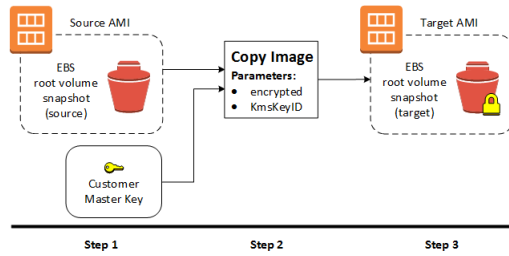 Source AMI
EBS
root volume
snapshot
(source)
Customer
Master Key
Copy Image
Parameters:
• encrypted
• KmsKeyID
Target AMI
EBS
root volume
snapshot
(target)
Step 1
Step 2
Step 3